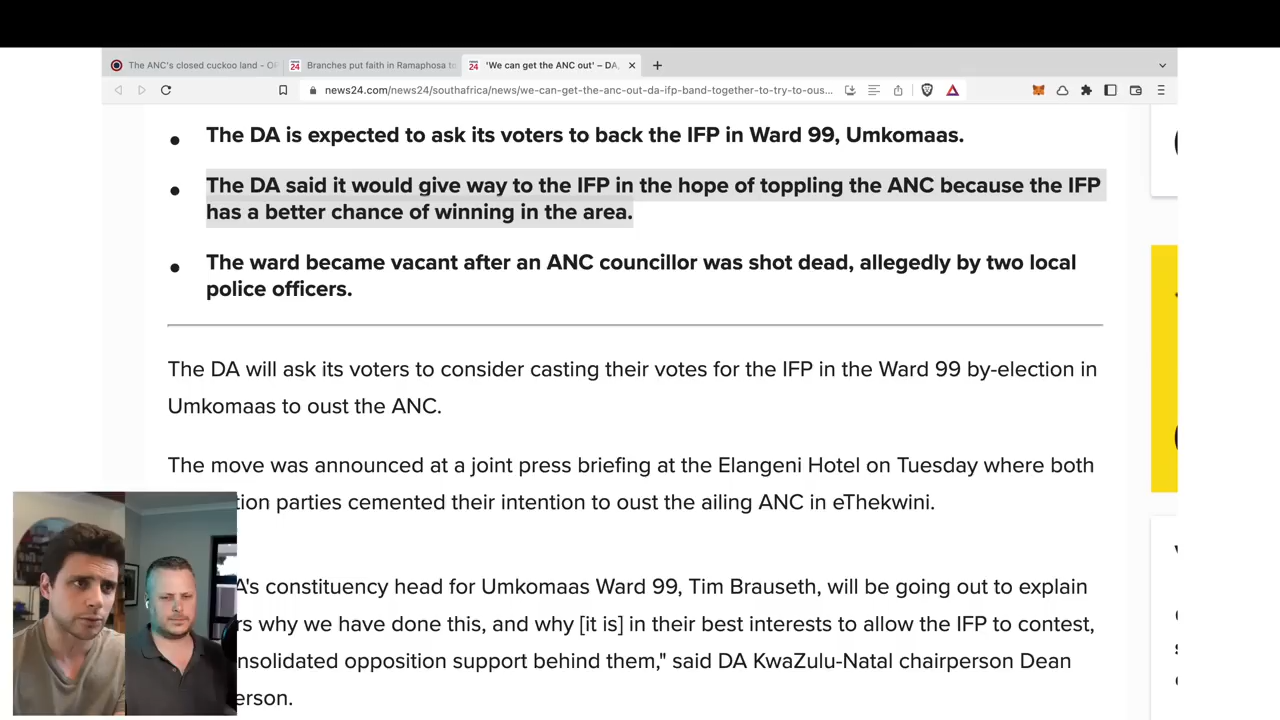 The ANC's closed cuckoo land - O
Branches put faith in Ramaphosa to
'We can get the ANC out' – DA,
news24.com/news24/southafrica/news/we-can-get-the-anc-out-da-ifp-band-together-to-try-to-ous...
The DA is expected to ask its voters to back the IFP in Ward 99, Umkomaas.
The DA said it would give way to the IFP in the hope of toppling the ANC because the IFP
has a better chance of winning in the area.
The ward became vacant after an ANC councillor was shot dead, allegedly by two local
police officers.
The DA will ask its voters to consider casting their votes for the IFP in the Ward 99 by-election in
Umkomaas to oust the ANC.
The move was announced at a joint press briefing at the Elangeni Hotel on Tuesday where both
tion parties cemented their intention to oust the ailing ANC in eThekwini.
A's constituency head for Umkomaas Ward 99, Tim Brauseth, will be going out to explain
rs why we have done this, and why [it is] in their best interests to allow the IFP to contest,
nsolidated opposition support behind them," said DA KwaZulu-Natal chairperson Dean
erson.